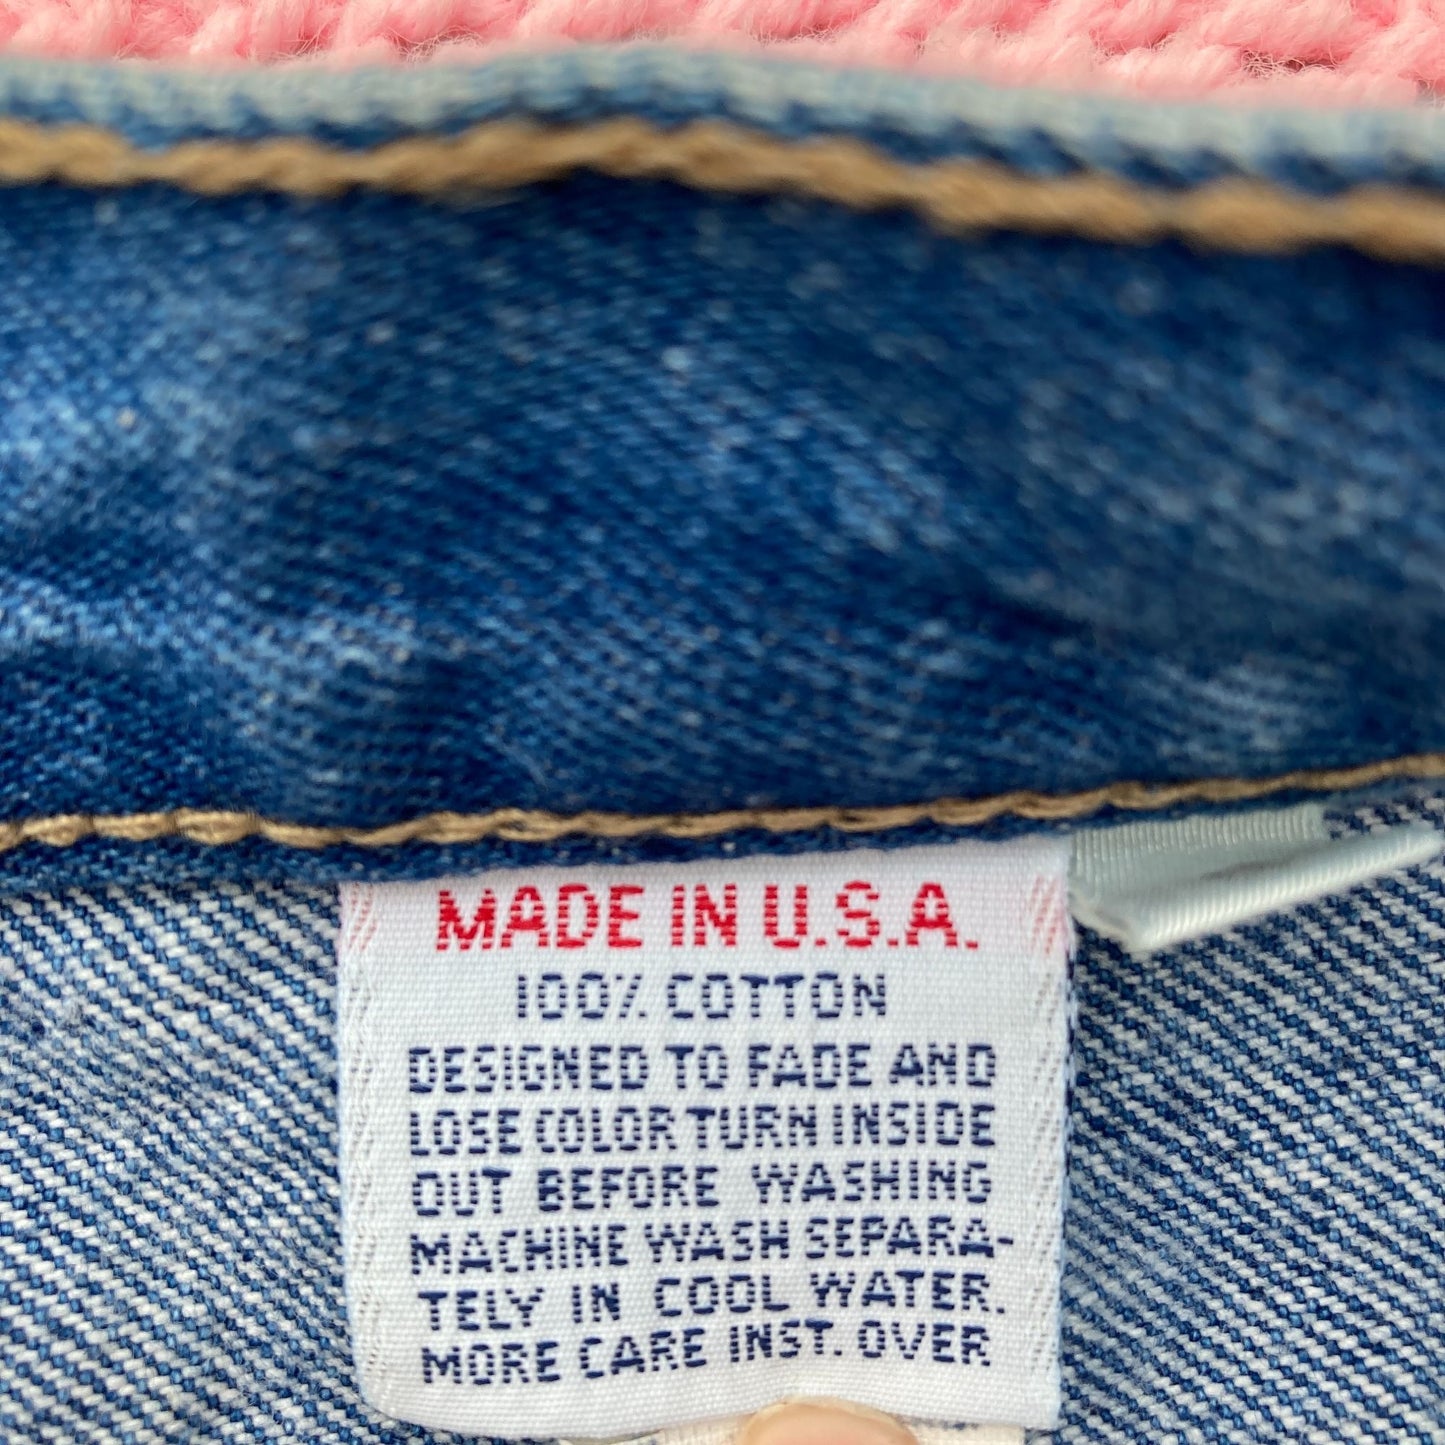 MADE IN U.S.A.
100% COTTON
DESIGNED TO FADE AND
LOSE COLOR TURN INSIDE
OUT BEFORE WASHING
MACHINE WASH SEPARA-
TELY IN COOL WATER.
MORE CARE INST. OVER